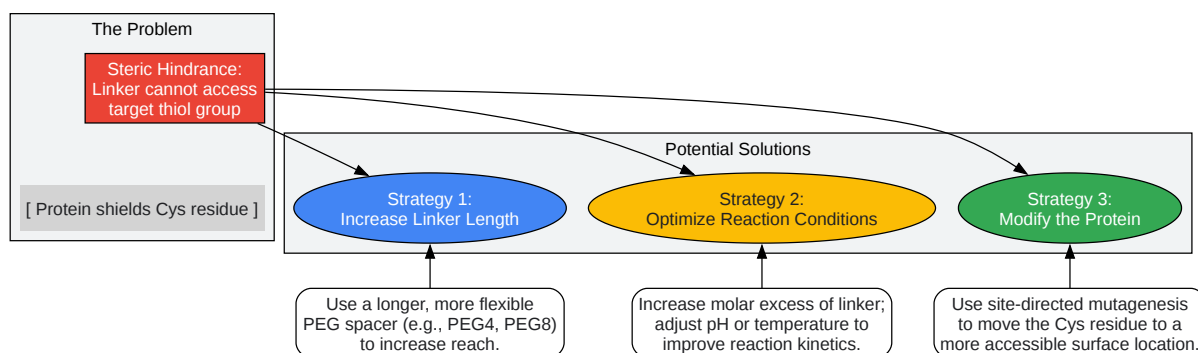 The Problem
Steric Hindrance:
Linker cannot access
target thiol group
[ Protein shields Cys residue ]
Potential Solutions
Strategy 1:
Increase Linker Length
Strategy 2:
Optimize Reaction Conditions
Strategy 3:
Modify the Protein
Use a longer, more flexible
PEG spacer (e.g., PEG4, PEG8)
to increase reach.
Increase molar excess of linker;
adjust pH or temperature to
improve reaction kinetics.
Use site-directed mutagenesis
to move the Cys residue to a
more accessible surface location.